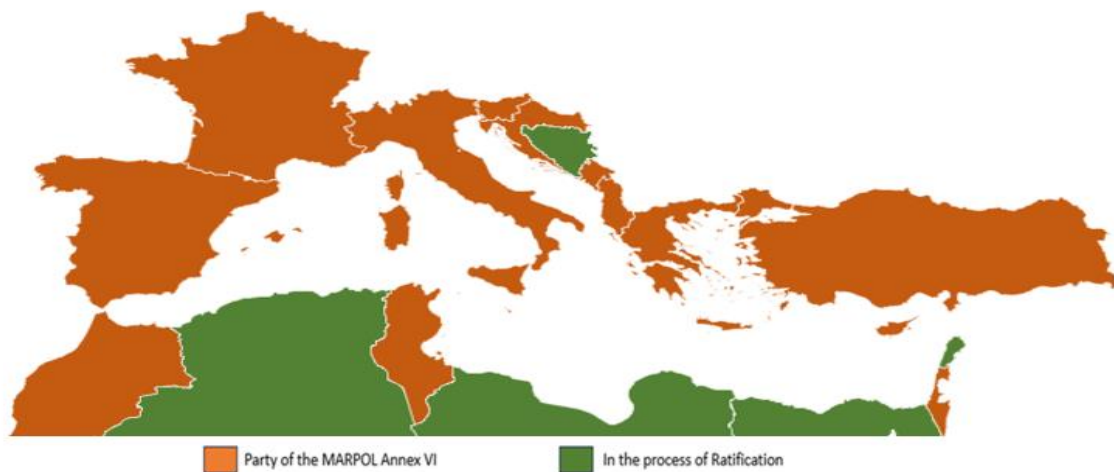 Party of the MARPOL Annex VI
In the process of Ratification